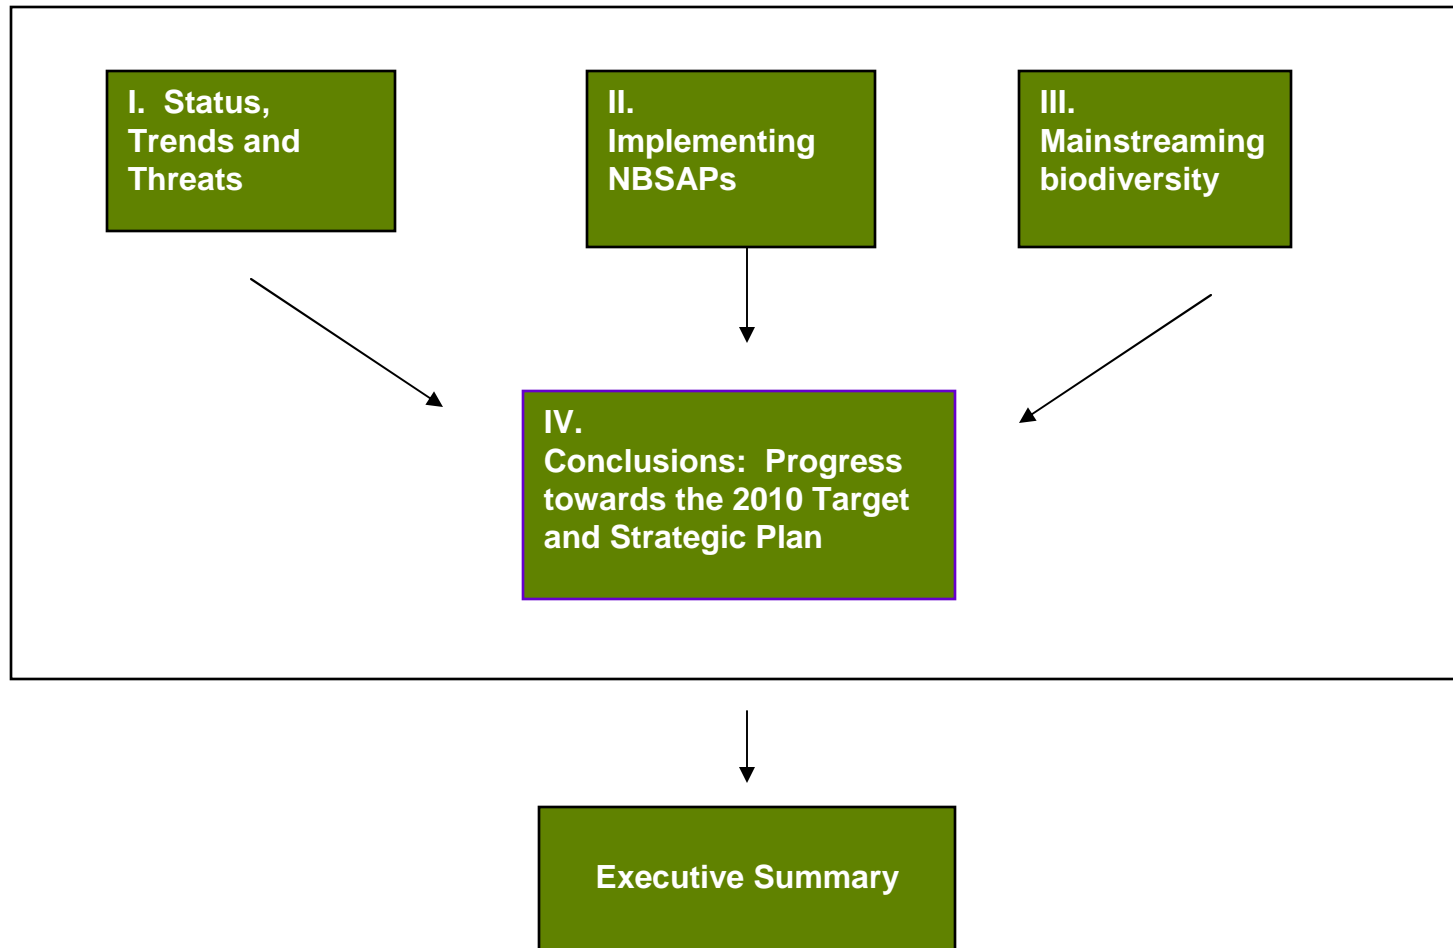 I. Status,
Trends and
Threats
II.
Implementing
NBSAPs
III.
Mainstreaming
biodiversity
IV.
Conclusions: Progress
towards the 2010 Target
and Strategic Plan
Executive Summary